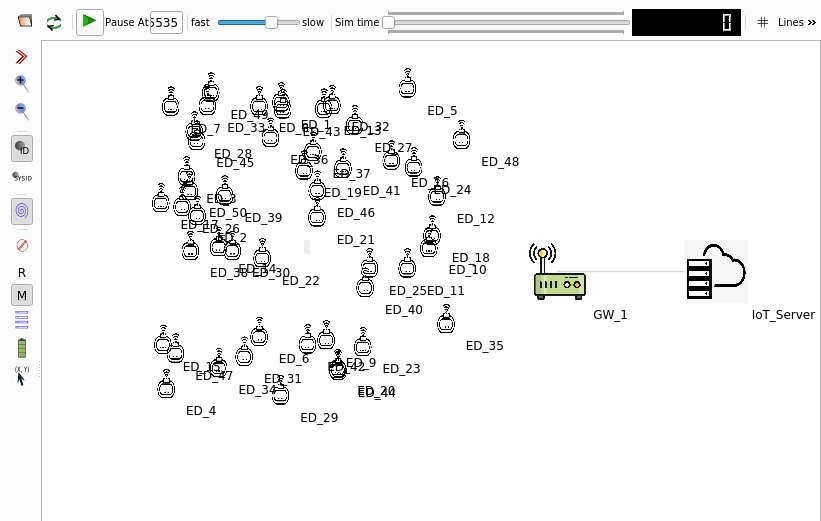 Pause At 5535 fast slow Sim time 0 # Lines »
ID
SYSID
R
M
(X, Y)
ED_5
ED_49
ED_7
ED_33
ED_1
ED_43
ED_13
ED_32
ED_27
ED_48
ED_28
ED_45
ED_36
ED_37
ED_16
ED_24
ED_3
ED_19
ED_41
ED_50
ED_39
ED_46
ED_12
ED_17
ED_26
ED_2
ED_21
ED_18
ED_38
ED_30
ED_10
ED_22
ED_25
ED_11
ED_40
GW_1
IoT_Server
ED_35
ED_6
ED_9
ED_15
ED_42
ED_23
ED_47
ED_31
ED_34
ED_20
ED_44
ED_4
ED_29